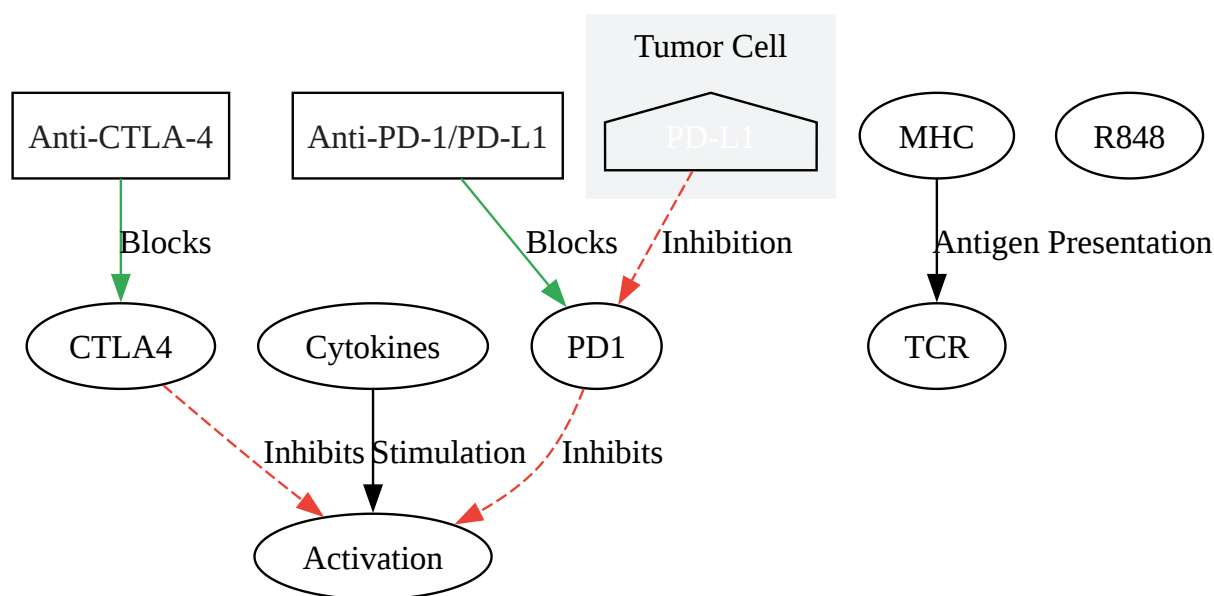 Tumor Cell
Anti-CTLA-4
Anti-PD-1/PD-L1
PD-L1
MHC
R848
Blocks
Blocks
Inhibition
Antigen Presentation
CTLA4
Cytokines
PD1
TCR
Inhibits
Stimulation
Inhibits
Activation